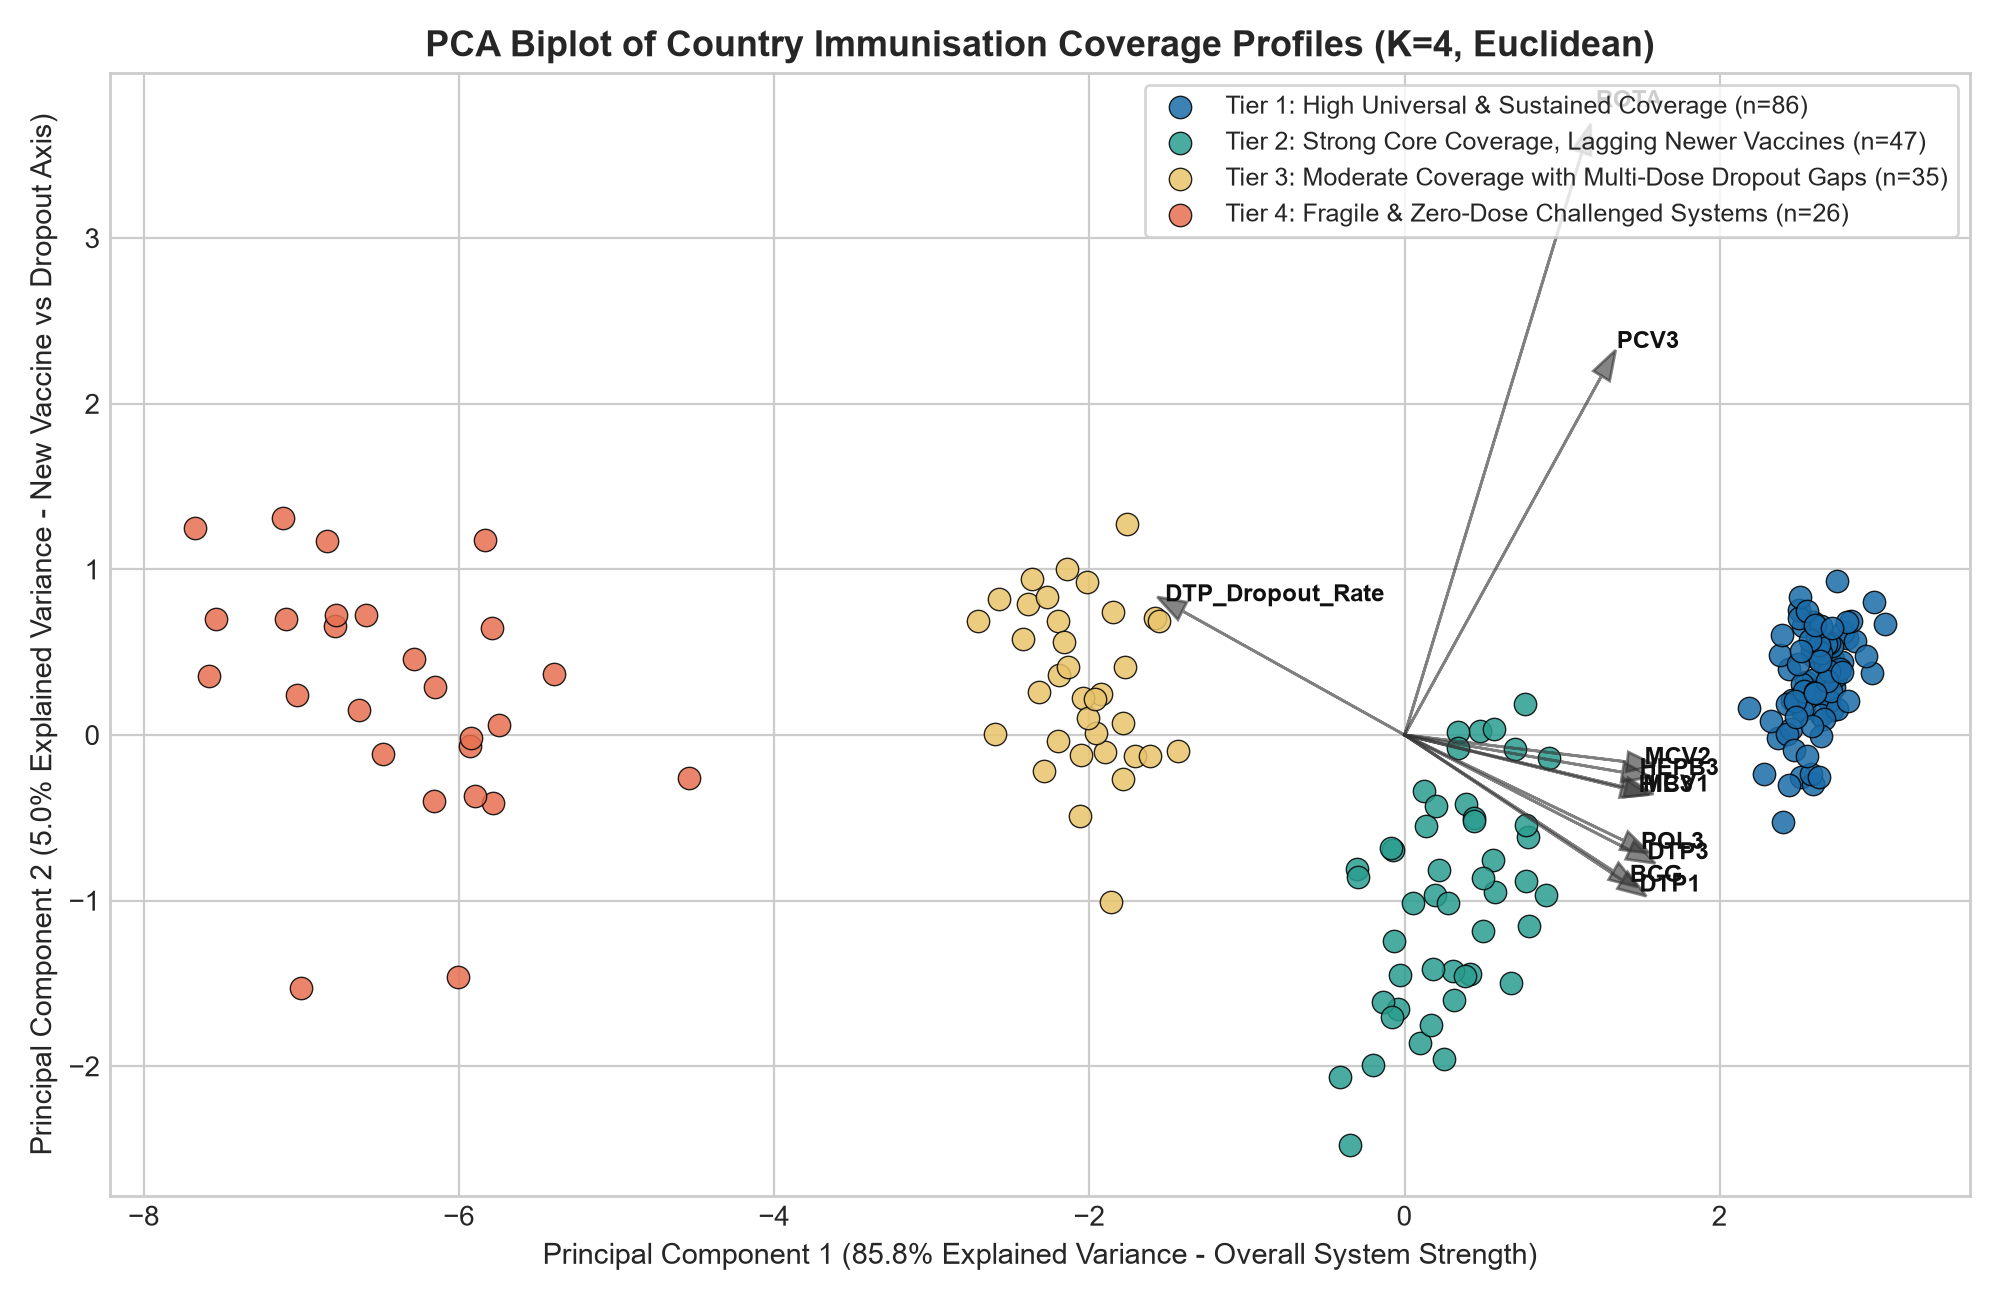 PCA Biplot of Country Immunisation Coverage Profiles (K=4, Euclidean)
ROTA
Tier 1: High Universal & Sustained Coverage (n=86)
Tier 2: Strong Core Coverage, Lagging Newer Vaccines (n=47)
Tier 3: Moderate Coverage with Multi-Dose Dropout Gaps (n=35)
Tier 4: Fragile & Zero-Dose Challenged Systems (n=26)
PCV3
DTP_Dropout_Rate
MCV2
HEPB3
MCV1
POL3
DTP3
BCG
DTP1
3
2
1
0
−1
−2
−8
−6
−4
−2
0
2
Principal Component 1 (85.8% Explained Variance - Overall System Strength)
Principal Component 2 (5.0% Explained Variance - New Vaccine vs Dropout Axis)